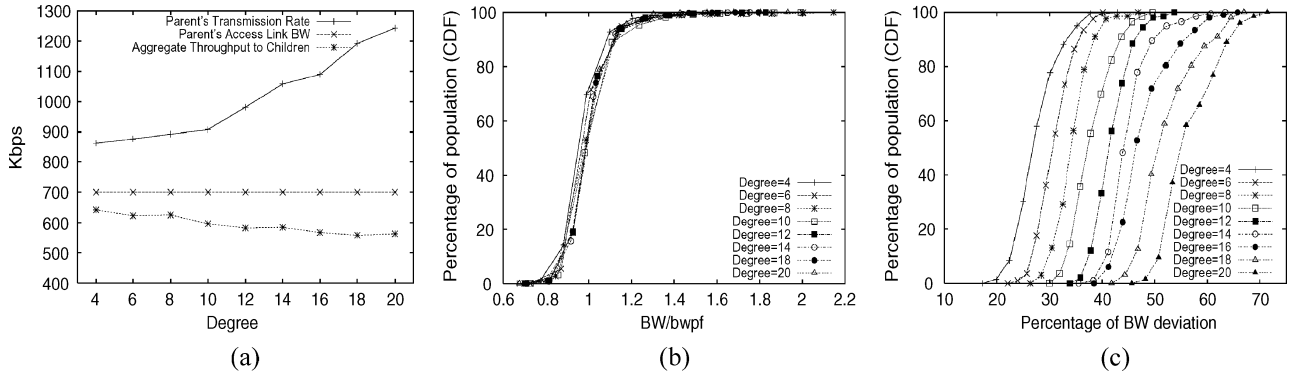 Parent's Transmission Rate
Parent's Access Link BW
Aggregate Throughput to Children
1300
1200
1100
1000
900
800
700
600
500
400
Kbps
4 6 8 10 12 14 16 18 20
Degree
(a)
Percentage of population (CDF)
100
80
60
40
20
0
Degree=4
Degree=6
Degree=8
Degree=10
Degree=12
Degree=14
Degree=18
Degree=20
0.6 0.8 1 1.2 1.4 1.6 1.8 2 2.2
BW/bwpf
(b)
Percentage of population (CDF)
100
80
60
40
20
0
Degree=4
Degree=6
Degree=8
Degree=10
Degree=12
Degree=14
Degree=16
Degree=18
Degree=20
10 20 30 40 50 60 70
Percentage of BW deviation
(c)